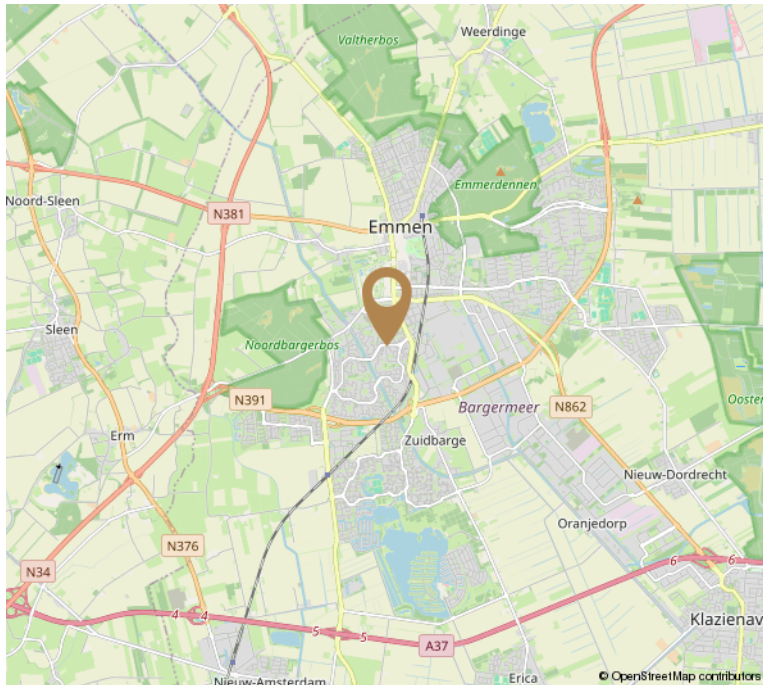 Weerdinge
Valtherbos
Emmerdennen
Noord-Sleen
N381
Emmen
Sleen
Noordbargerbos
Ooster
N391
Bargermeer
N862
Erm
Zuidbarge
Nieuw-Dordrecht
Oranjedorp
N376
N34
6
6
4
4
5
5
A37
Klazienav
Nieuw-Amsterdam
Erica
© OpenStreetMap contributors